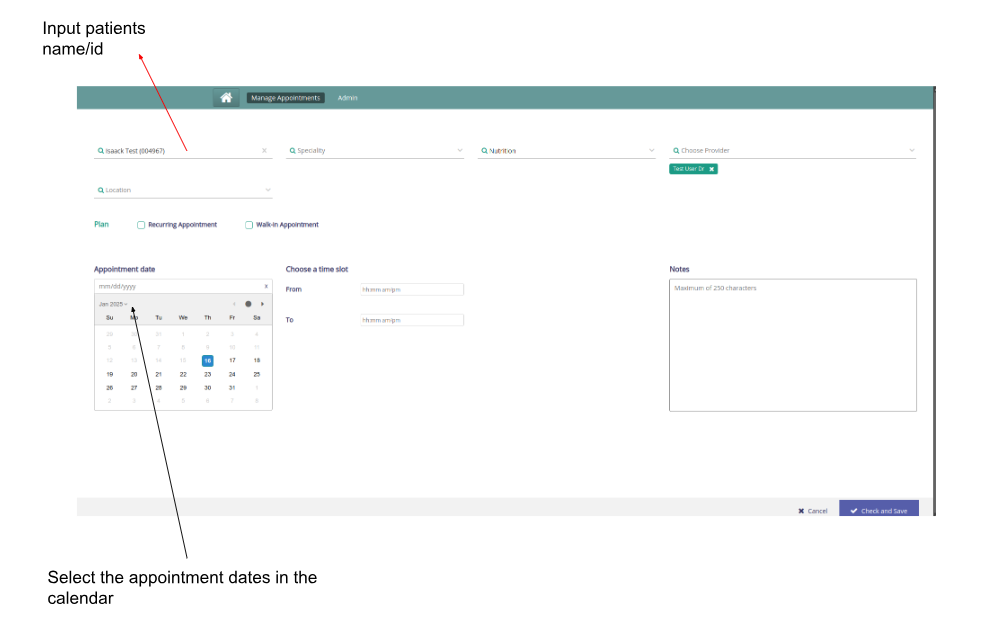 Input patients
name/id
Manage Appointments Admin
Isaack Test (004967) × Speciality Nutrition Choose Provider
Test User Dr ×
Location
Plan Recurring Appointment Walk-in Appointment
Appointment date Choose a time slot Notes
mm/dd/yyyy x From hh:mm am/pm Maximum of 250 characters
Jan 2025
Su Mo Tu We Th Fr Sa To hh:mm am/pm
29 30 31 1 2 3 4
5 6 7 8 9 10 11
12 13 14 15 16 17 18
19 20 21 22 23 24 25
26 27 28 29 30 31 1
2 3 4 5 6 7 8
Cancel Check and Save
Select the appointment dates in the
calendar